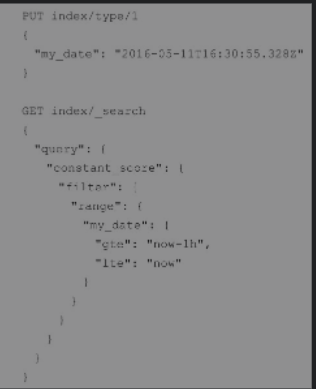 PUT index/type/1
{
"my_date": "2016-05-11T16:30:55.328Z"
}
GET index/_search
{
"query": {
"constant_score": {
"filter": {
"range": {
"my_date": {
"gte": "now-1h",
"lte": "now"
}
}
}
}
}
}